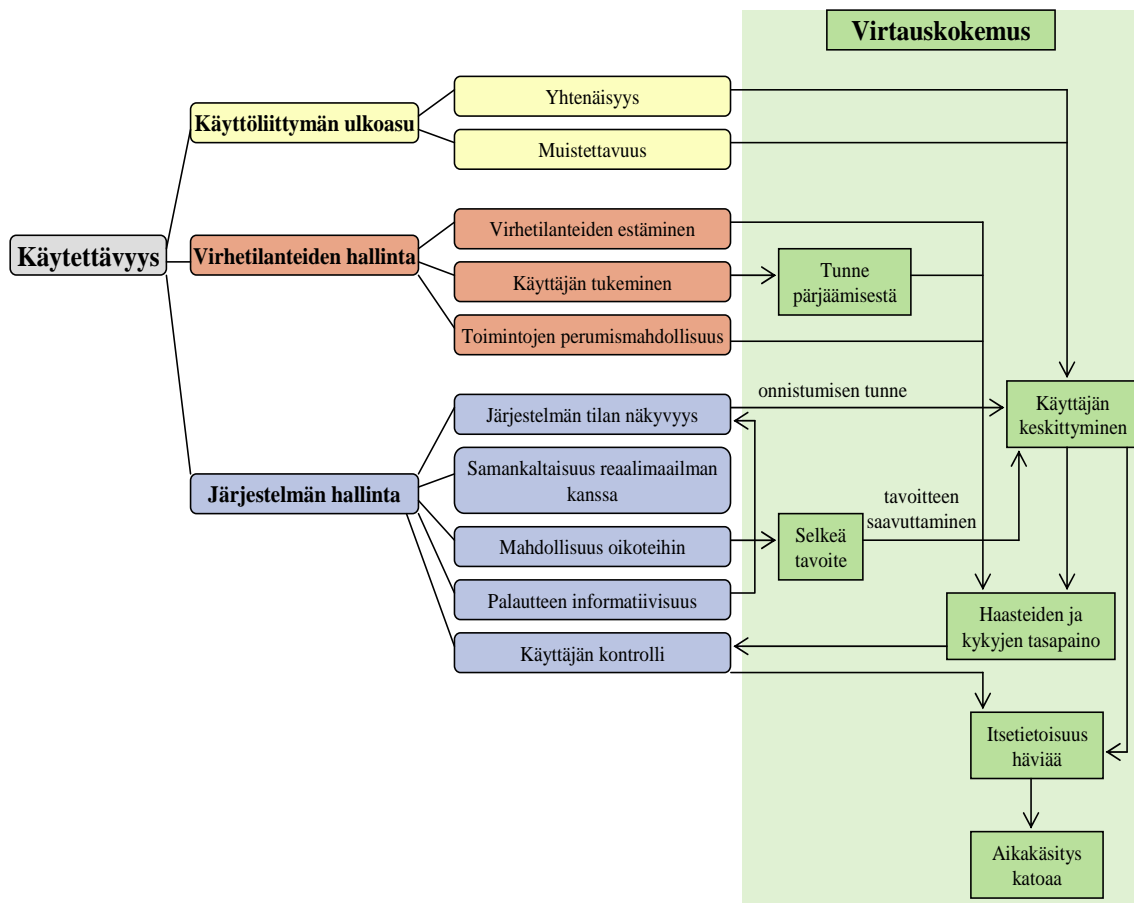 Virtauskokemus
Käytettävyys
Käyttöliittymän ulkoasu
Yhtenäisyys
Muistettavuus
Virhetilanteiden hallinta
Virhetilanteiden estäminen
Käyttäjän tukeminen
Toimintojen perumismahdollisuus
Tunne
pärjäämisestä
Järjestelmän hallinta
Järjestelmän tilan näkyvyys
Samankaltaisuus reaalimaailman
kanssa
Mahdollisuus oikoteihin
Palautteen informatiivisuus
Käyttäjän kontrolli
onnistumisen tunne
Käyttäjän
keskittyminen
Selkeä
tavoite
tavoitteen
saavuttaminen
Haasteiden ja
kykyjen tasapaino
Itsetietoisuus
häviää
Aikakäsitys
katoaa